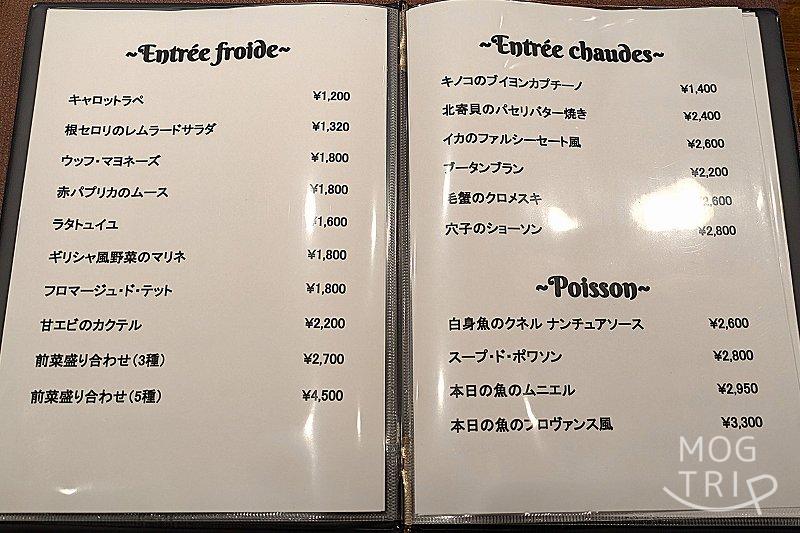 ~Entrée froide~
キャロットラペ ¥1,200
根セロリのレムラードサラダ ¥1,320
ウッフ・マヨネーズ ¥1,800
赤パプリカのムース ¥1,800
ラタトュイユ ¥1,600
ギリシャ風野菜のマリネ ¥1,800
フロマージュ・ド・テット ¥1,800
甘エビのカクテル ¥2,200
前菜盛り合わせ(3種) ¥2,700
前菜盛り合わせ(5種) ¥4,500
~Entrée chaudes~
キノコのブイヨンカプチーノ ¥1,400
北寄貝のパセリバター焼き ¥2,400
イカのファルシーセート風 ¥2,600
ブータンブラン ¥2,200
毛蟹のクロメスキ 2,600
穴子のショーソン ¥2,800
~Poisson~
白身魚のクネル ナンチュアソース ¥2,600
スープ・ド・ポワソン ¥2,800
本日の魚のムニエル ¥2,950
本日の魚のプロヴァンス風 ¥3,300
MOG
TRIP